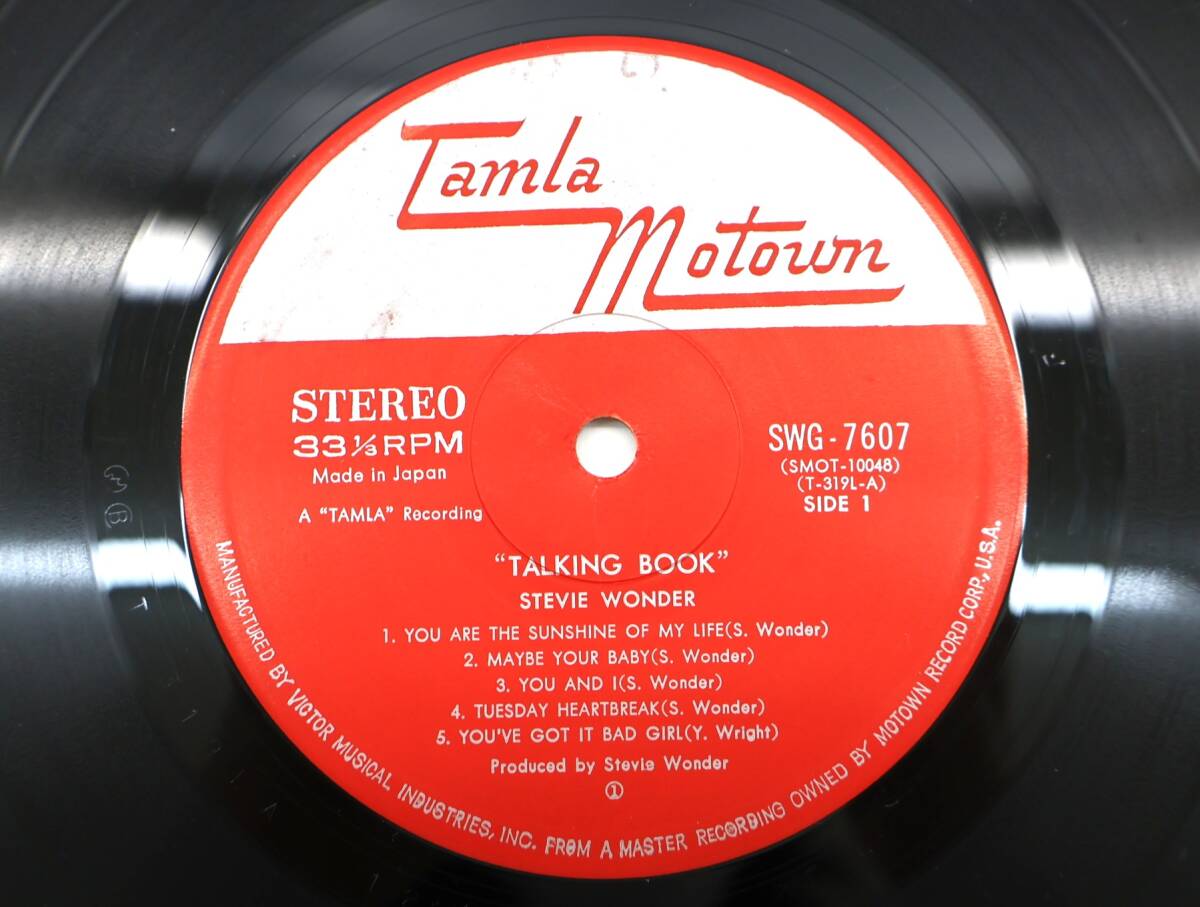 Tamla
Motown
STEREO
33⅓RPM
Made in Japan
A "TAMLA" Recording
SWG-7607
(SMOT-10048)
(T-319L-A)
SIDE 1
"TALKING BOOK"
STEVIE WONDER
1. YOU ARE THE SUNSHINE OF MY LIFE(S. Wonder)
2. MAYBE YOUR BABY(S. Wonder)
3. YOU AND I(S. Wonder)
4. TUESDAY HEARTBREAK(S. Wonder)
5. YOU'VE GOT IT BAD GIRL(Y. Wright)
Produced by Stevie Wonder
①
MANUFACTURED BY VICTOR MUSICAL INDUSTRIES, INC. FROM A MASTER RECORDING OWNED BY MOTOWN RECORD CORP., U.S.A.